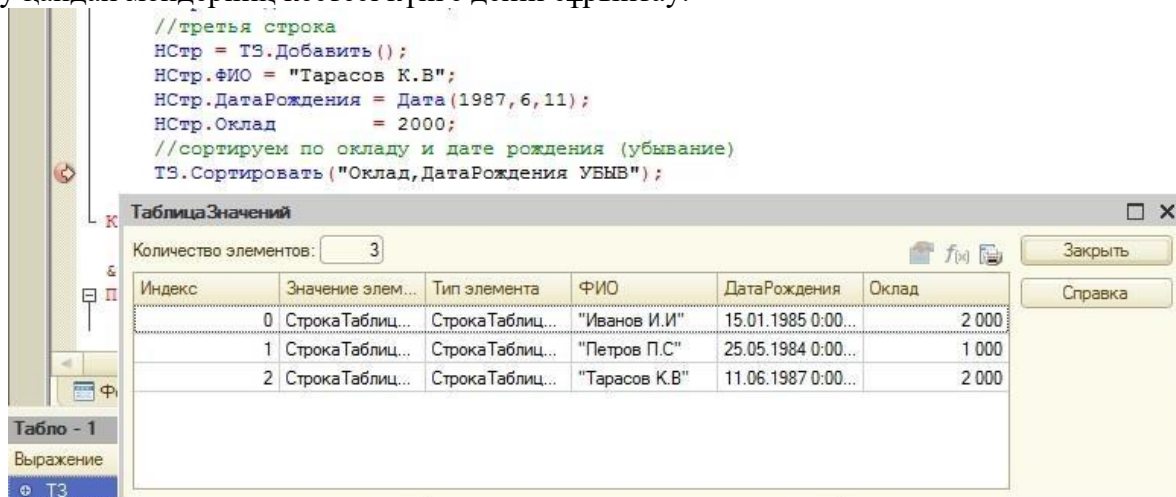 //третья строка
НСтр = ТЗ.Добавить();
НСтр.ФИО = "Тарасов К.В";
НСтр.ДатаРождения = Дата(1987,6,11);
НСтр.Оклад = 2000;
//сортируем по окладу и дате рождения (убывание)
ТЗ.Сортировать("Оклад,ДатаРождения УБЫВ");
К ТаблицаЗначений
Количество элементов: 3 f(x) Закрыть
&
П Индекс Значение элем... Тип элемента ФИО ДатаРождения Оклад Справка
0 СтрокаТаблиц... СтрокаТаблиц... "Иванов И.И" 15.01.1985 0:00... 2 000
1 СтрокаТаблиц... СтрокаТаблиц... "Петров П.С" 25.05.1984 0:00... 1 000
2 СтрокаТаблиц... СтрокаТаблиц... "Тарасов К.В" 11.06.1987 0:00... 2 000
Табло - 1
Выражение
ТЗ